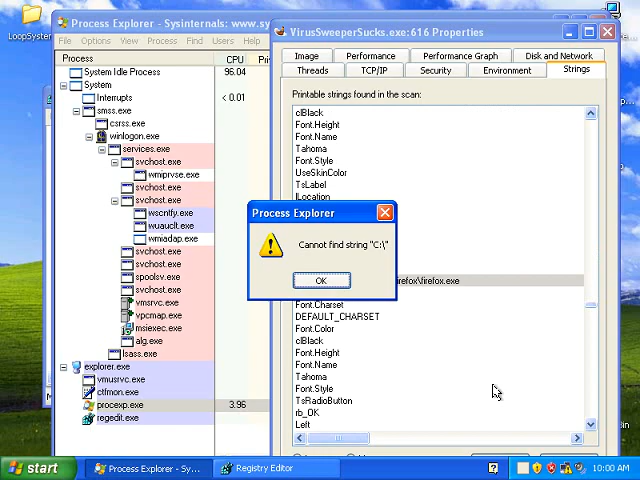 LoopSystem
Process Explorer - Sysinternals: www.sy
File Options View Process Find Users Help
Process CPU
System Idle Process 96.04
System
Interrupts < 0.01
smss.exe
csrss.exe
winlogon.exe
services.exe
svchost.exe
wmiprvse.exe
svchost.exe
svchost.exe
wscntfy.exe
wuauclt.exe
wmiadap.exe
svchost.exe
svchost.exe
spoolsv.exe
svchost.exe
vmsrvc.exe
vpcmap.exe
msiexec.exe
alg.exe
lsass.exe
explorer.exe
vmusrvc.exe
ctfmon.exe
procexp.exe 3.96
regedit.exe
VirusSweeperSucks.exe:616 Properties
Image Performance Performance Graph Disk and Network
Threads TCP/IP Security Environment Strings
Printable strings found in the scan:
clBlack
Font.Height
Font.Name
Tahoma
Font.Style
UseSkinColor
TsLabel
lLocation
Process Explorer
Cannot find string "C:\"
OK
irefox\firefox.exe
Font.Charset
DEFAULT_CHARSET
Font.Color
clBlack
Font.Height
Font.Name
Tahoma
Font.Style
TsRadioButton
rb_OK
Left
start
Process Explorer - Sy...
Registry Editor
10:00 AM